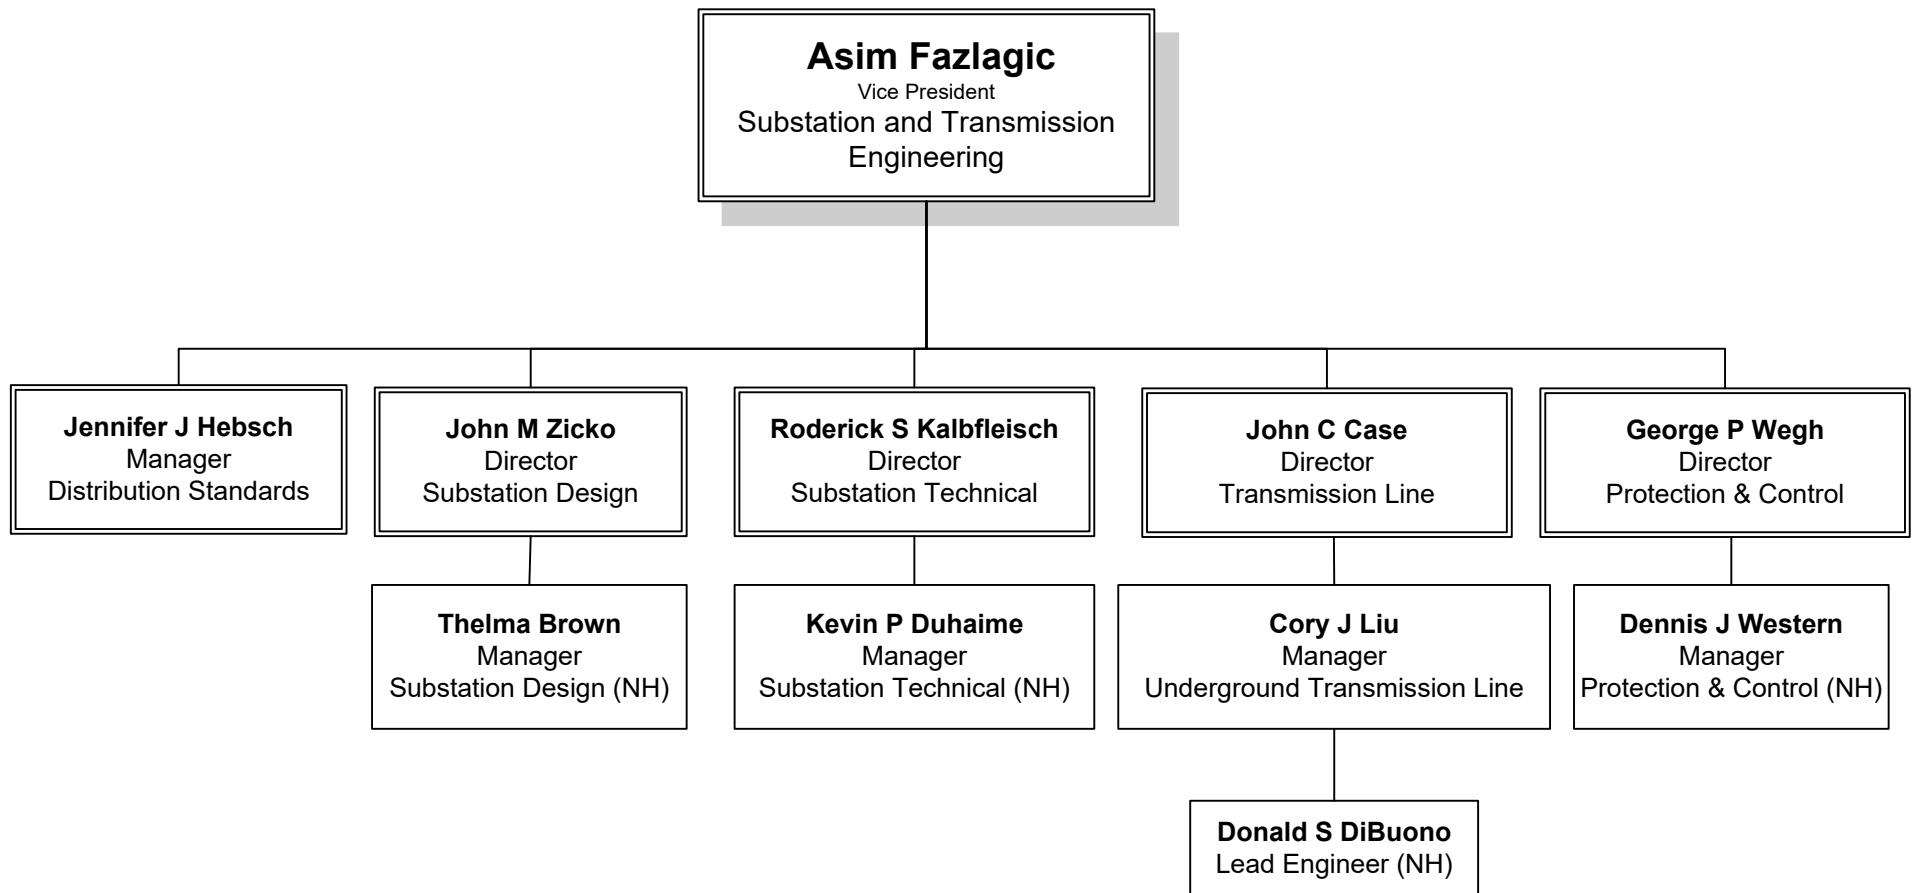 Asim Fazlagic
Vice President
Substation and Transmission
Engineering
Jennifer J Hebsch
Manager
Distribution Standards
John M Zicko
Director
Substation Design
Roderick S Kalbfleisch
Director
Substation Technical
John C Case
Director
Transmission Line
George P Wegh
Director
Protection & Control
Thelma Brown
Manager
Substation Design (NH)
Kevin P Duhaime
Manager
Substation Technical (NH)
Cory J Liu
Manager
Underground Transmission Line
Dennis J Western
Manager
Protection & Control (NH)
Donald S DiBuono
Lead Engineer (NH)